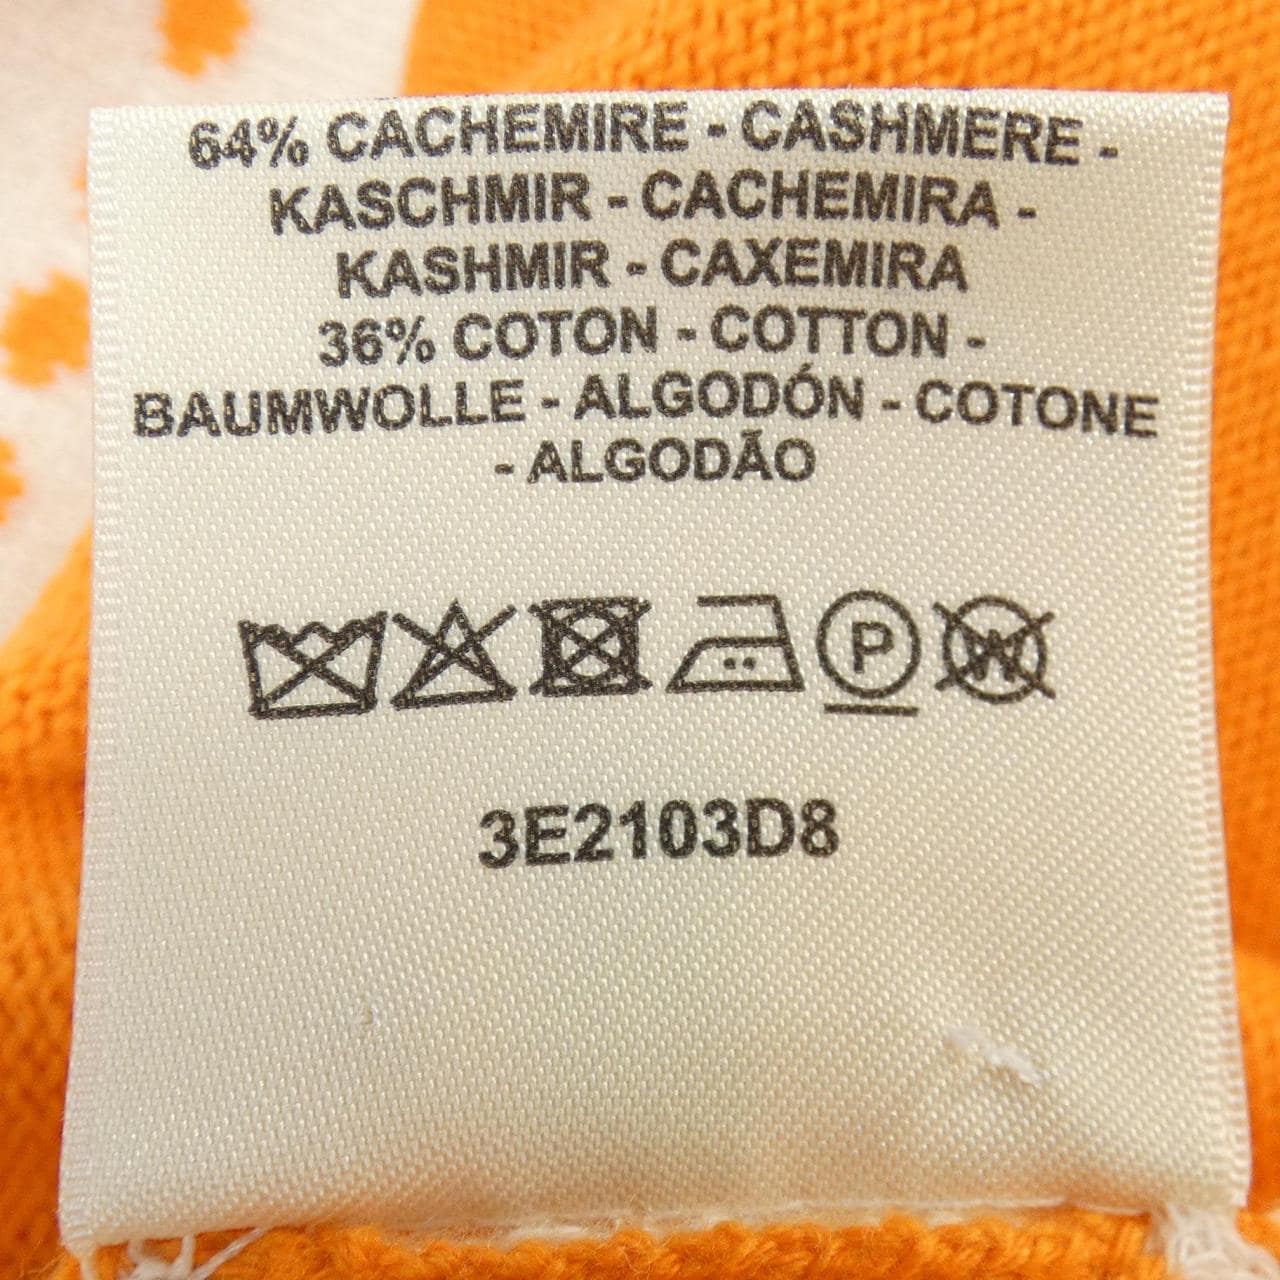 64% CACHEMIRE - CASHMERE -
KASCHMIR - CACHEMIRA -
KASHMIR - CAXEMIRA
36% COTON - COTTON -
BAUMWOLLE - ALGODÓN - COTONE
- ALGODÃO
P W
3E2103D8